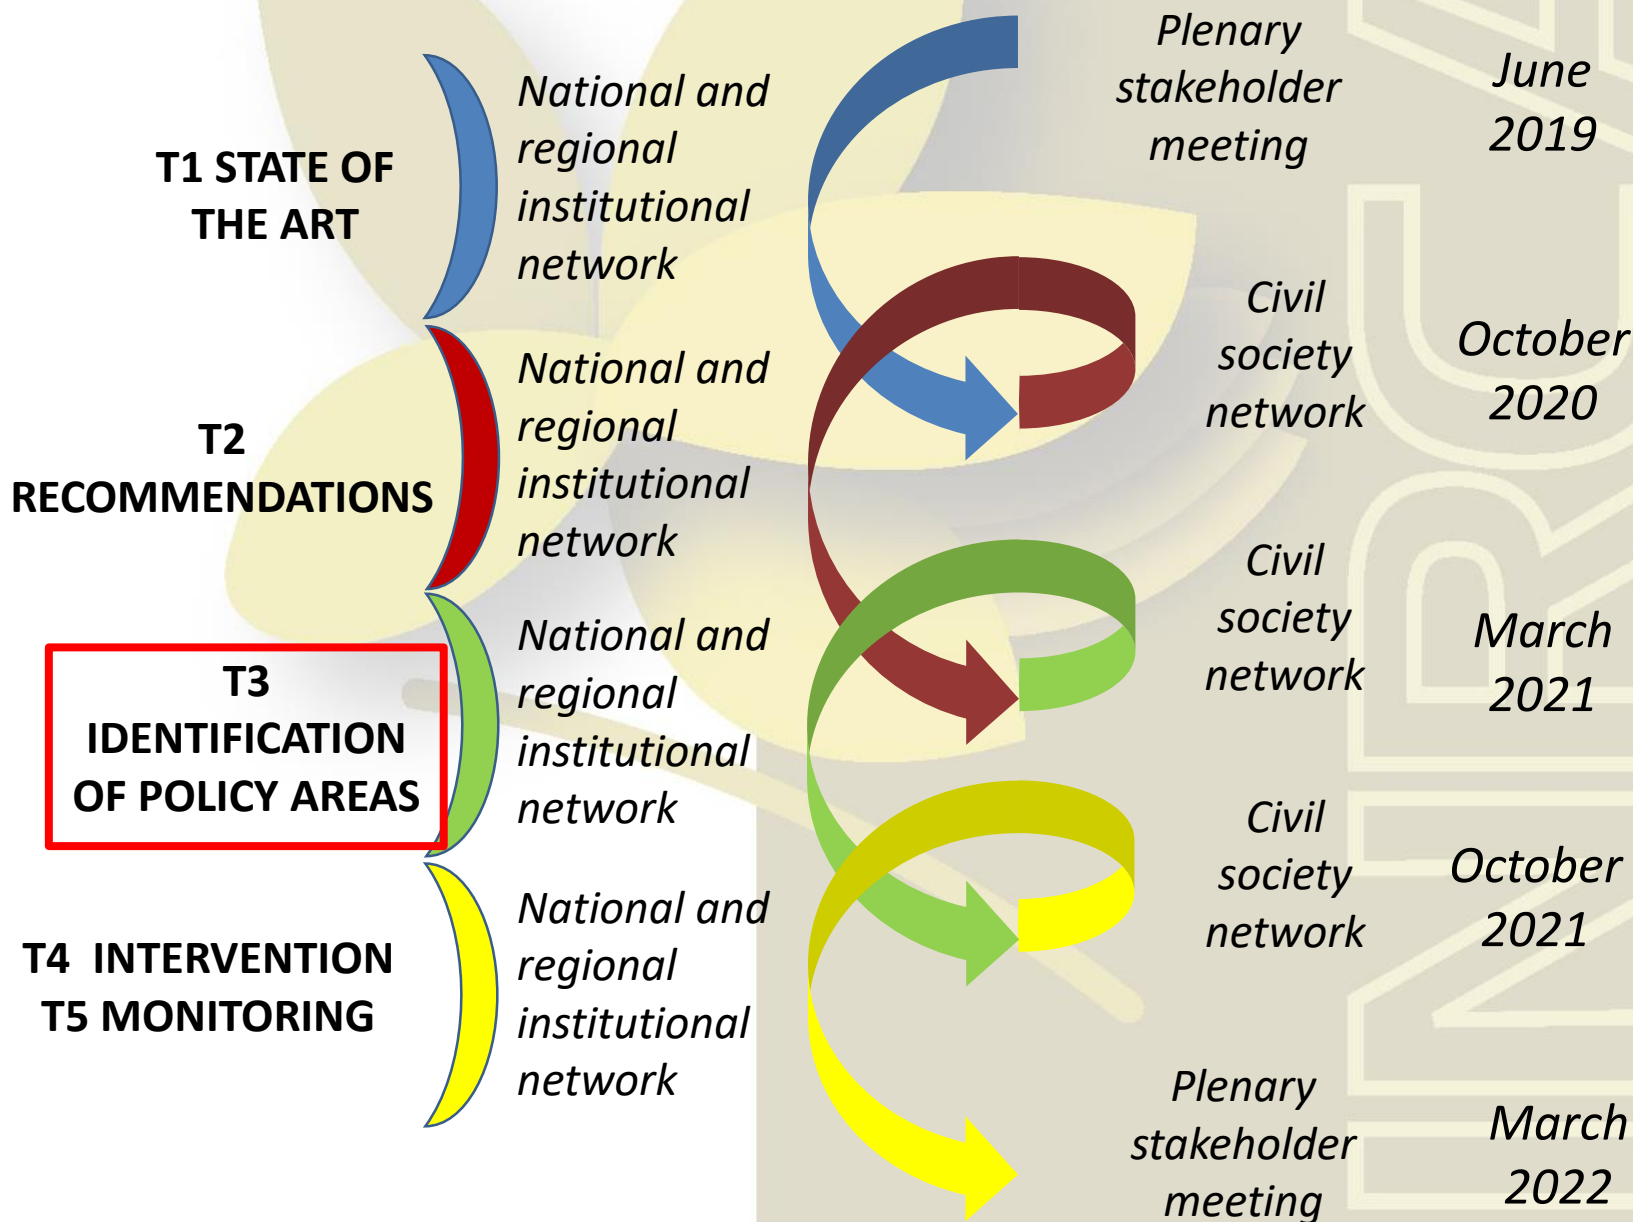 T1 STATE OF
THE ART
National and
regional
institutional
network
Plenary
stakeholder
meeting
June
2019
T2
RECOMMENDATIONS
National and
regional
institutional
network
Civil
society
network
October
2020
T3
IDENTIFICATION
OF POLICY AREAS
National and
regional
institutional
network
Civil
society
network
March
2021
T4  INTERVENTION
T5 MONITORING
National and
regional
institutional
network
Civil
society
network
October
2021
Plenary
stakeholder
meeting
March
2022